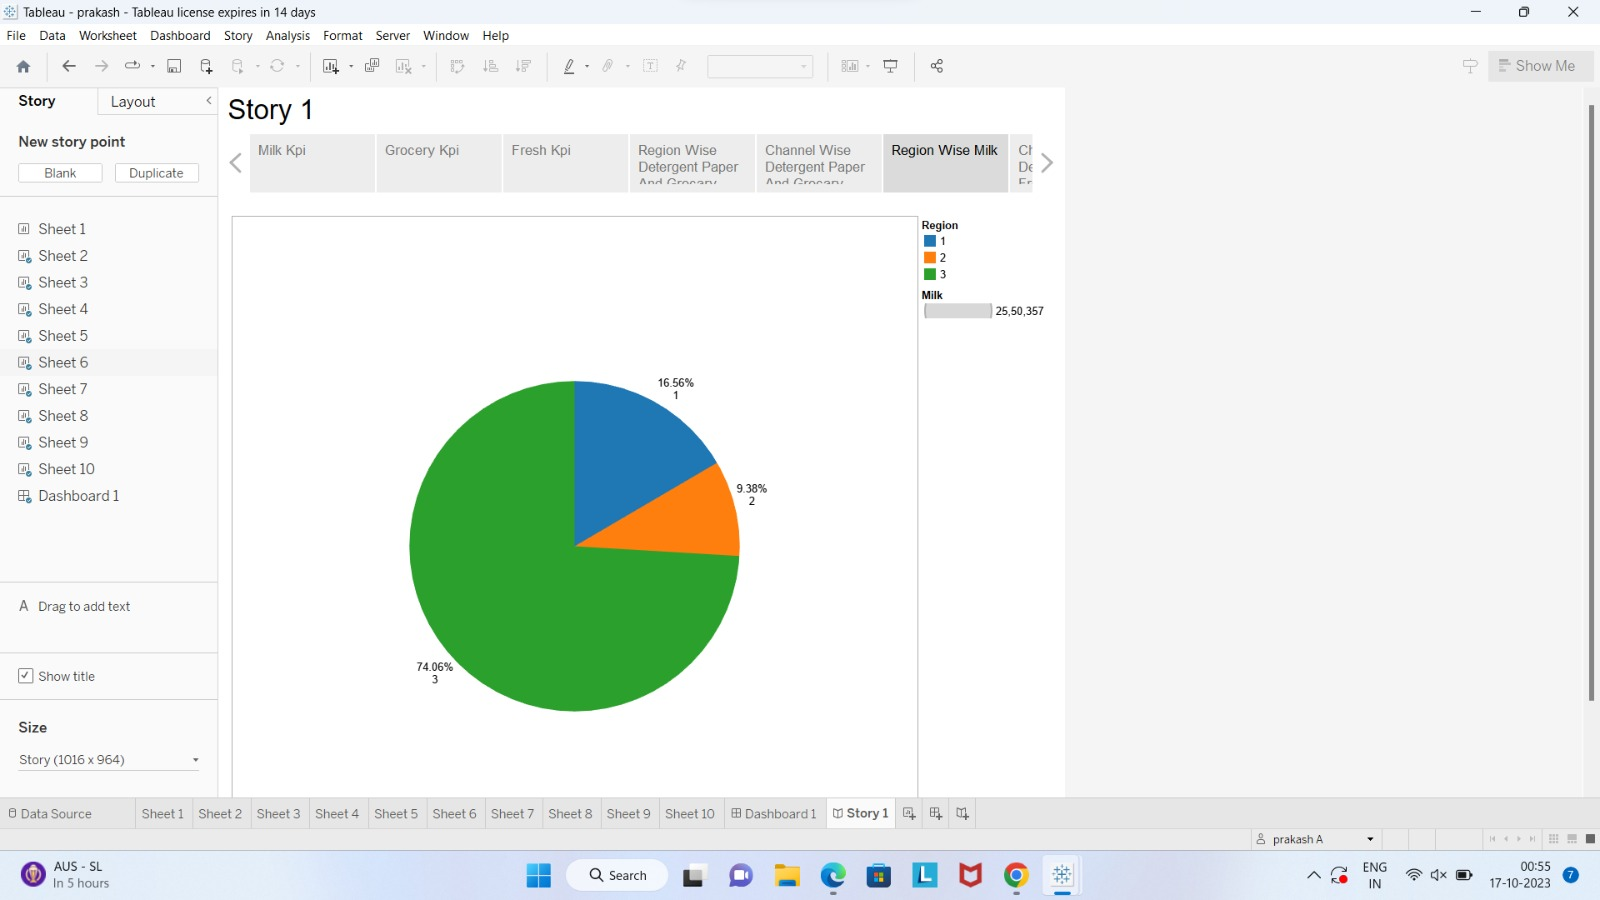 Tableau - prakash - Tableau license expires in 14 days
File Data Worksheet Dashboard Story Analysis Format Server Window Help
Show Me
Story
Layout
New story point
Blank
Duplicate
Sheet 1
Sheet 2
Sheet 3
Sheet 4
Sheet 5
Sheet 6
Sheet 7
Sheet 8
Sheet 9
Sheet 10
Dashboard 1
A Drag to add text
Show title
Size
Story (1016 x 964)
Story 1
Milk Kpi
Grocery Kpi
Fresh Kpi
Region Wise
Detergent Paper
And Grocary
Channel Wise
Detergent Paper
And Grocary
Region Wise Milk
Region
1
2
3
Milk
25,50,357
16.56%
1
9.38%
2
74.06%
3
Data Source Sheet 1 Sheet 2 Sheet 3 Sheet 4 Sheet 5 Sheet 6 Sheet 7 Sheet 8 Sheet 9 Sheet 10 Dashboard 1 Story 1
prakash A
AUS - SL
In 5 hours
Search
L
ENG
IN
00:55
17-10-2023
7